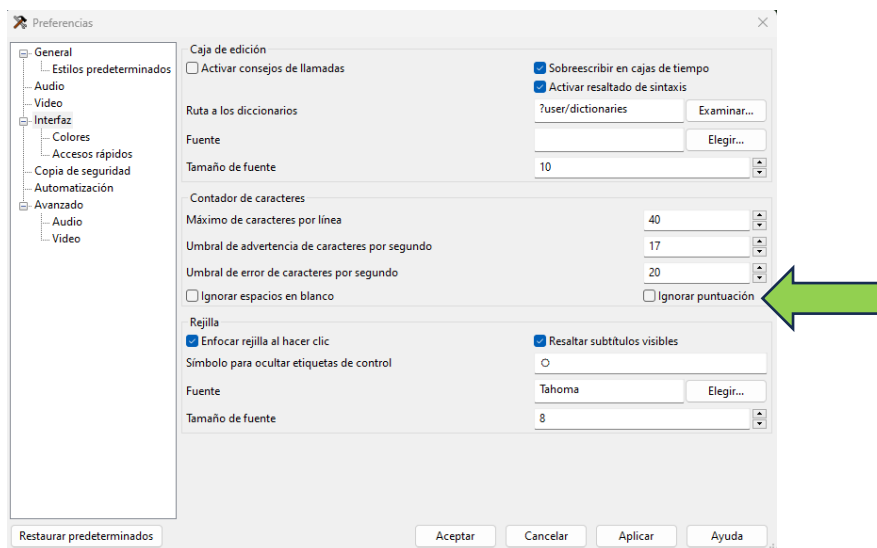 Preferencias
General
Estilos predeterminados
Audio
Video
Interfaz
Colores
Accesos rápidos
Copia de seguridad
Automatización
Avanzado
Audio
Video
Caja de edición
Activar consejos de llamadas
Sobreescribir en cajas de tiempo
Activar resaltado de sintaxis
Ruta a los diccionarios
?user/dictionaries
Examinar...
Fuente
Elegir...
Tamaño de fuente
10
Contador de caracteres
Máximo de caracteres por línea
40
Umbral de advertencia de caracteres por segundo
17
Umbral de error de caracteres por segundo
20
Ignorar espacios en blanco
Ignorar puntuación
Rejilla
Enfocar rejilla al hacer clic
Resaltar subtítulos visibles
Símbolo para ocultar etiquetas de control
○
Fuente
Tahoma
Elegir...
Tamaño de fuente
8
Restaurar predeterminados
Aceptar
Cancelar
Aplicar
Ayuda